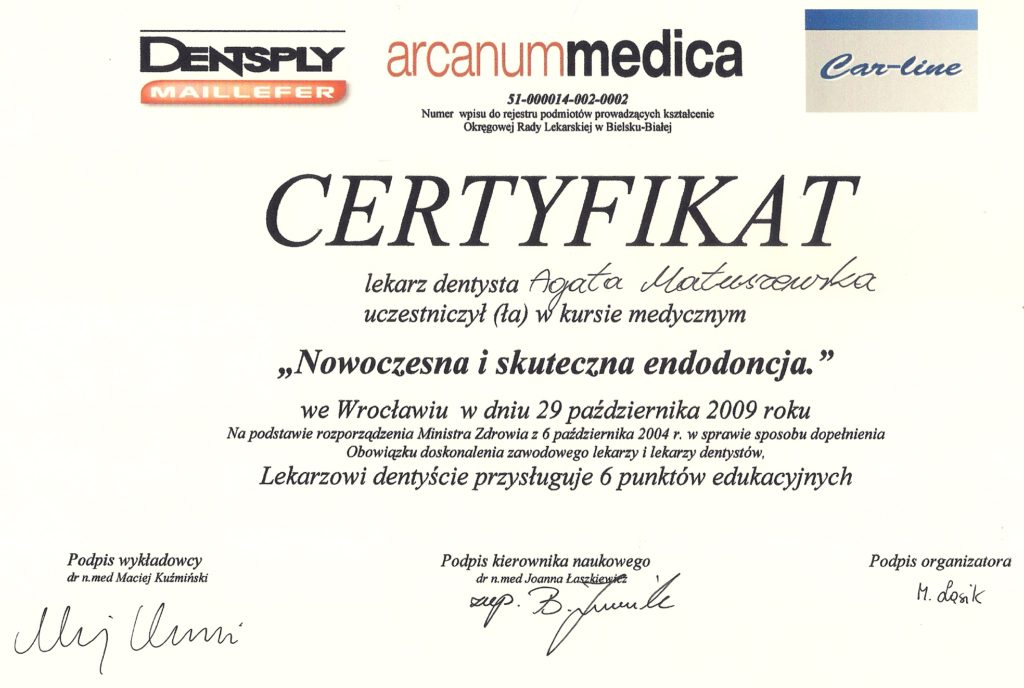 DENTSPLY
MAILLEFER
arcanummedica
Car-line
51-000014-002-0002
Numer wpisu do rejestru podmiotów prowadzących kształcenie
Okręgowej Rady Lekarskiej w Bielsku-Białej
CERTYFIKAT
lekarz dentysta Agata Matuszewska
uczestniczył (ła) w kursie medycznym
„Nowoczesna i skuteczna endodoncja.”
we Wrocławiu w dniu 29 października 2009 roku
Na podstawie rozporządzenia Ministra Zdrowia z 6 października 2004 r. w sprawie sposobu dopełnienia
Obowiązku doskonalenia zawodowego lekarzy i lekarzy dentystów,
Lekarzowi dentyście przysługuje 6 punktów edukacyjnych
Podpis wykładowcy
dr n.med Maciej Kuźmiński
Podpis kierownika naukowego
dr n.med Joanna Łaszkiewicz
zup. B.
Podpis organizatora
M. Łąsik